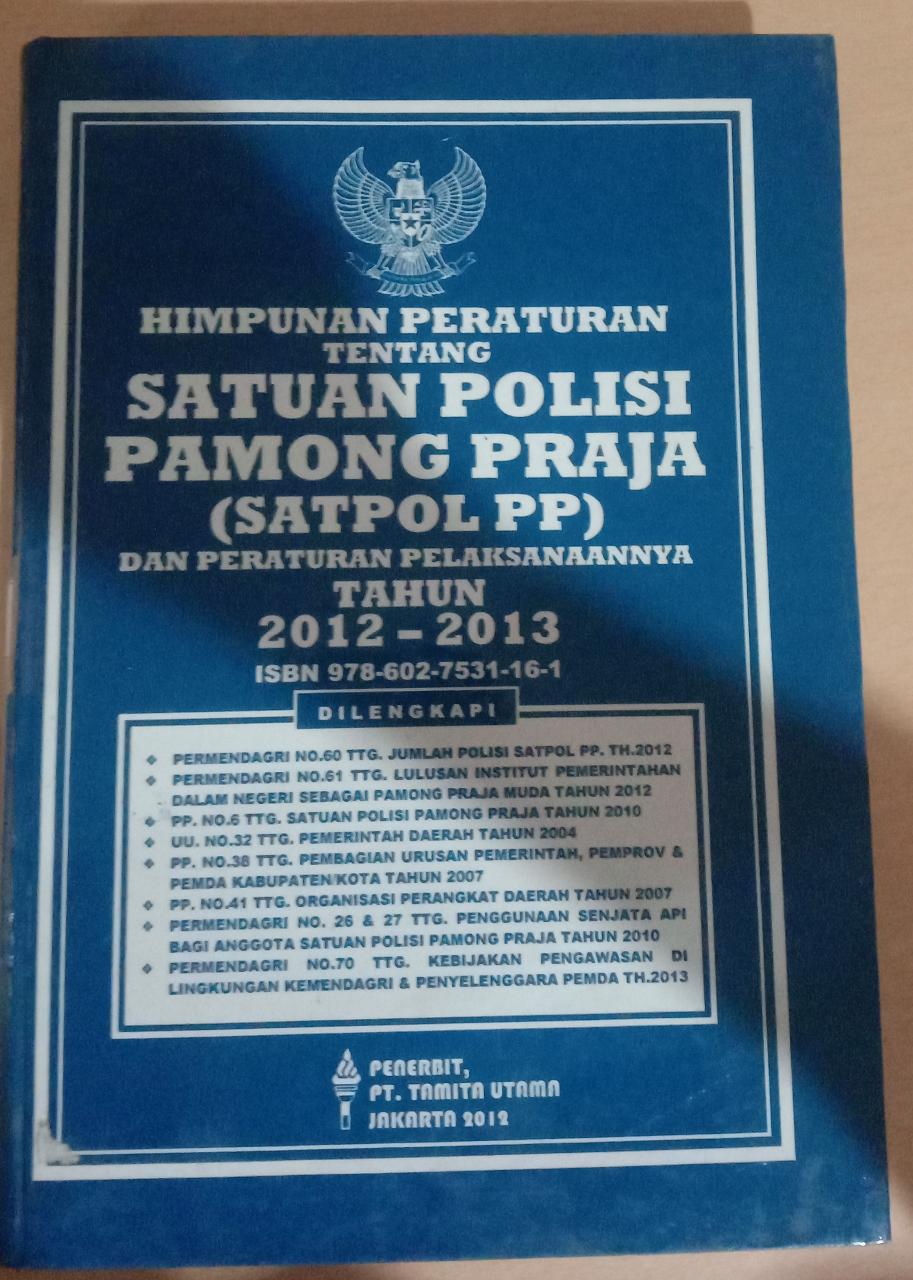 HIMPUNAN PERATURAN
TENTANG
SATUAN POLISI
PAMONG PRAJA
(SATPOL PP)
DAN PERATURAN PELAKSANAANNYA
TAHUN
2012 – 2013
ISBN 978-602-7531-16-1
DILENGKAPI
❖ PERMENDAGRI NO.60 TTG. JUMLAH POLISI SATPOL PP. TH.2012
❖ PERMENDAGRI NO.61 TTG. LULUSAN INSTITUT PEMERINTAHAN
DALAM NEGERI SEBAGAI PAMONG PRAJA MUDA TAHUN 2012
❖ PP. NO.6 TTG. SATUAN POLISI PAMONG PRAJA TAHUN 2010
❖ UU. NO.32 TTG. PEMERINTAH DAERAH TAHUN 2004
❖ PP. NO.38 TTG. PEMBAGIAN URUSAN PEMERINTAH, PEMPROV &
PEMDA KABUPATEN/KOTA TAHUN 2007
❖ PP. NO.41 TTG. ORGANISASI PERANGKAT DAERAH TAHUN 2007
❖ PERMENDAGRI NO. 26 & 27 TTG. PENGGUNAAN SENJATA API
BAGI ANGGOTA SATUAN POLISI PAMONG PRAJA TAHUN 2010
❖ PERMENDAGRI NO.70 TTG. KEBIJAKAN PENGAWASAN DI
LINGKUNGAN KEMENDAGRI & PENYELENGGARA PEMDA TH.2013
PENERBIT,
PT. TAMITA UTAMA
JAKARTA 2012